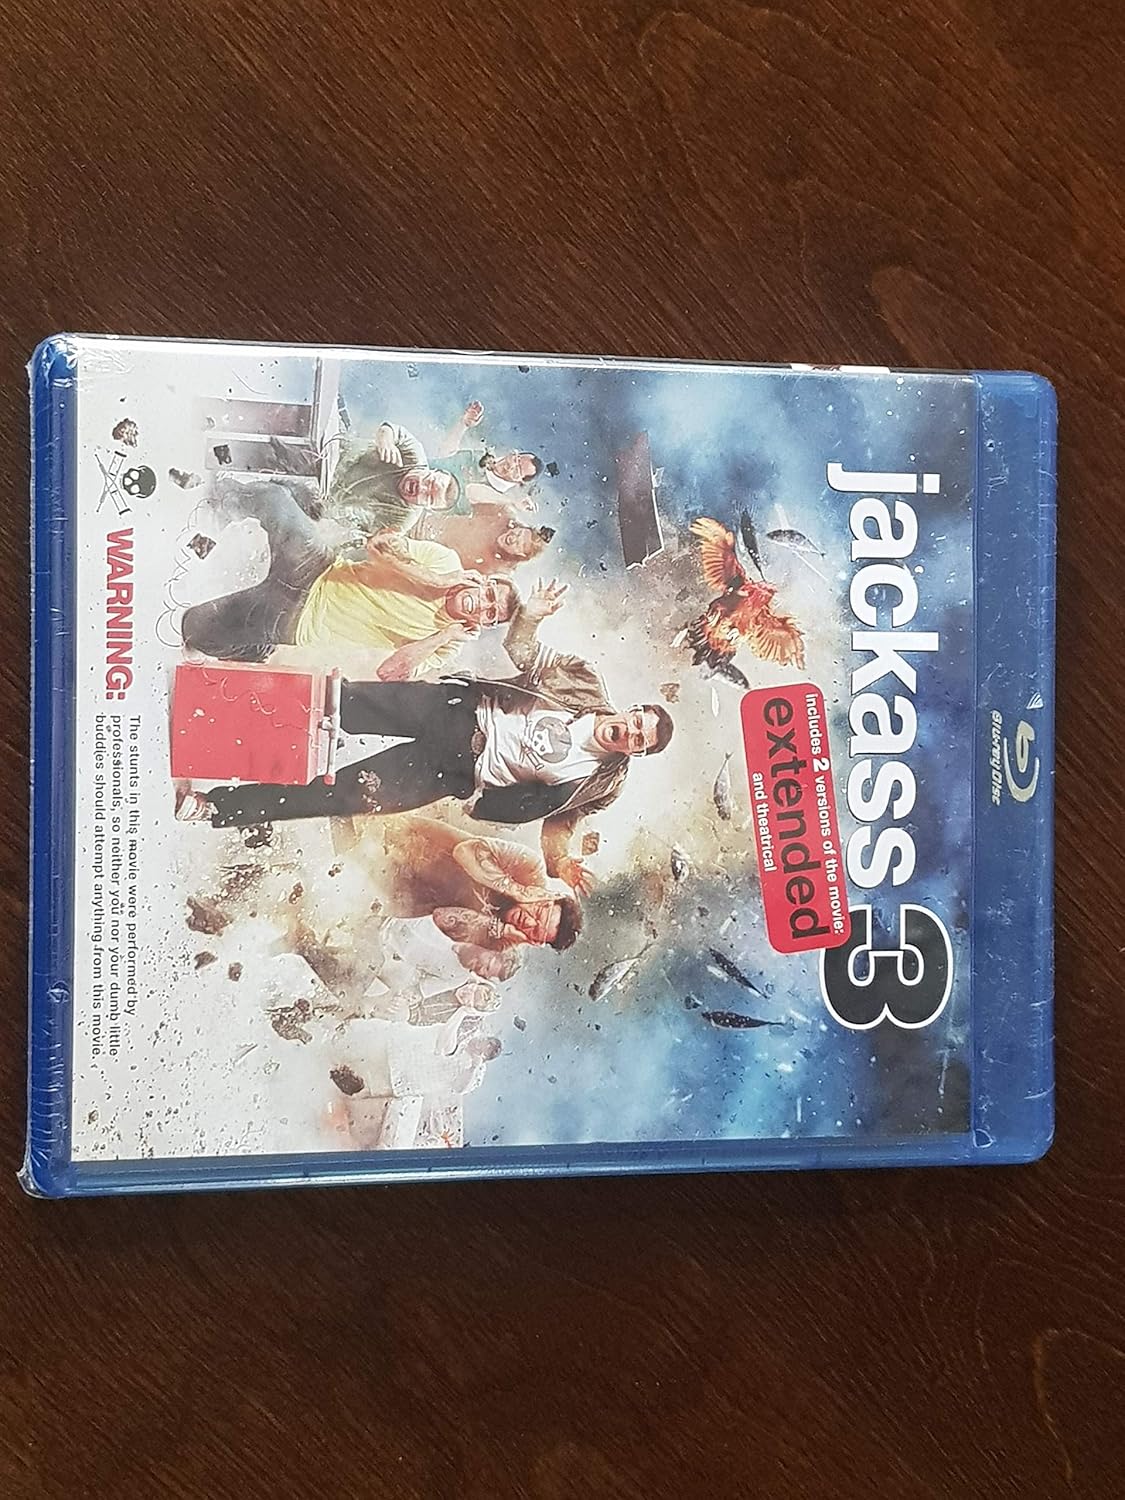 Blu-ray Disc
jackass 3
includes 2 versions of the movie:
extended
and theatrical
WARNING:
The stunts in this movie were performed by
professionals, so neither you nor your dumb little
buddies should attempt anything from this movie.